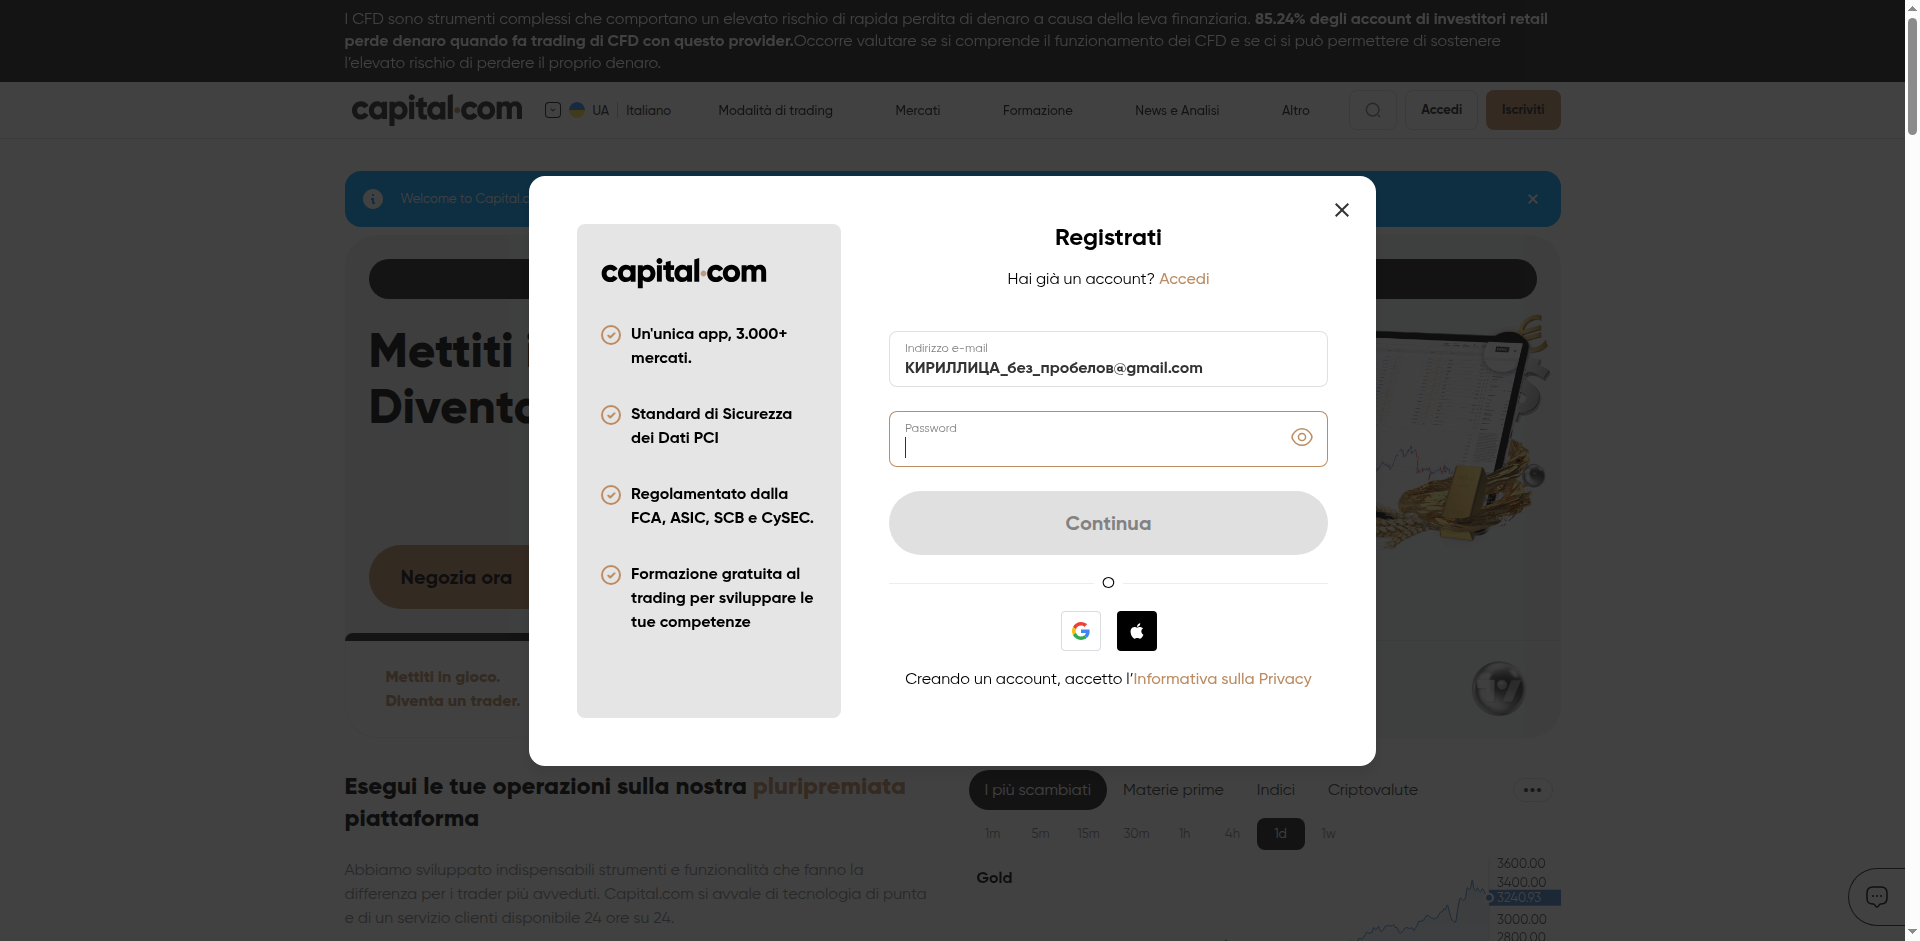 I CFD sono strumenti complessi che comportano un elevato rischio di rapida perdita di denaro a causa della leva finanziaria. 85.24% degli account di investitori retail
perde denaro quando fa trading di CFD con questo provider.Occorre valutare se si comprende il funzionamento dei CFD e se ci si può permettere di sostenere
l'elevato rischio di perdere il proprio denaro.
capital.com UA Italiano Modalità di trading Mercati Formazione News e Analisi Altro Accedi Iscriviti
Welcome to Capital.c
Mettiti
Diventa
Negozia ora
Mettiti in gioco.
Diventa un trader.
capital.com
Un'unica app, 3.000+
mercati.
Standard di Sicurezza
dei Dati PCI
Regolamentato dalla
FCA, ASIC, SCB e CySEC.
Formazione gratuita al
trading per sviluppare le
tue competenze
Registrati
Hai già un account? Accedi
Indirizzo e-mail
КИРИЛЛИЦА_без_пробелов@gmail.com
Password
Continua
O
Creando un account, accetto l'Informativa sulla Privacy
Esegui le tue operazioni sulla nostra pluripremiata
piattaforma
Abbiamo sviluppato indispensabili strumenti e funzionalità che fanno la
differenza per i trader più avveduti. Capital.com si avvale di tecnologia di punta
e di un servizio clienti disponibile 24 ore su 24.
I più scambiati Materie prime Indici Criptovalute
1m 5m 15m 30m 1h 4h 1d 1w
Gold
3600.00
3400.00
3240.93
3000.00
2800.00